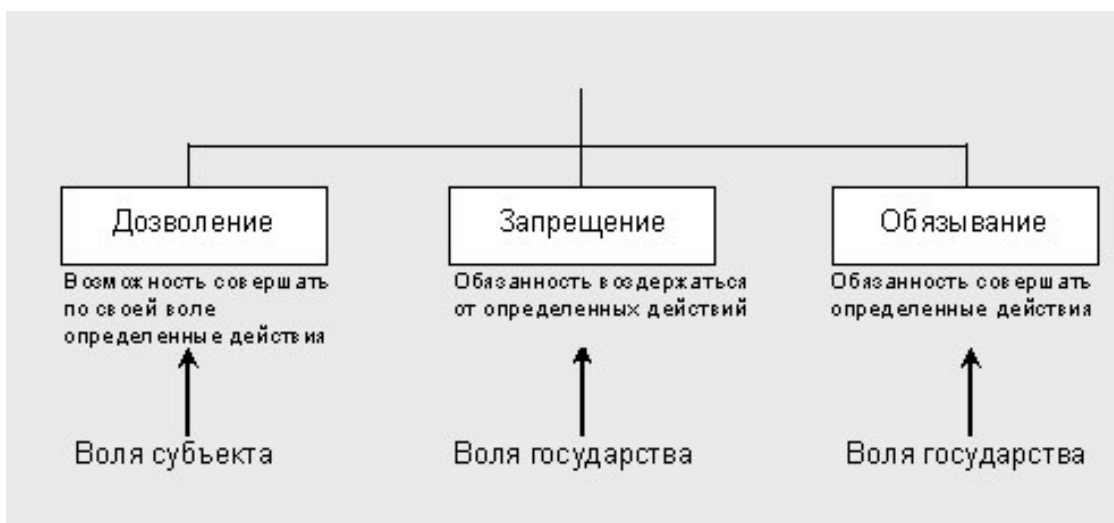 Дозволение
Запрещение
Обязывание
Возможность совершать
по своей воле
определенные действия
Обязанность воздержаться
от определенных действий
Обязанность совершать
определенные действия
Воля субъекта
Воля государства
Воля государства